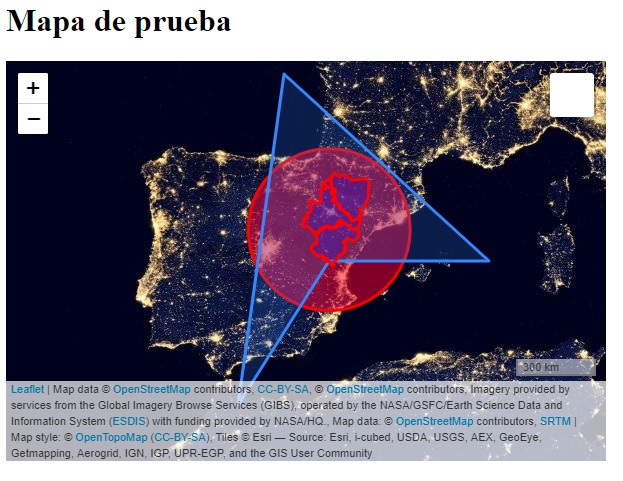 Mapa de prueba
+
−
300 km
Leaflet | Map data © OpenStreetMap contributors, CC-BY-SA, © OpenStreetMap contributors, Imagery provided by
services from the Global Imagery Browse Services (GIBS), operated by the NASA/GSFC/Earth Science Data and
Information System (ESDIS) with funding provided by NASA/HQ., Map data: © OpenStreetMap contributors, SRTM |
Map style: © OpenTopoMap (CC-BY-SA), Tiles © Esri — Source: Esri, i-cubed, USDA, USGS, AEX, GeoEye,
Getmapping, Aerogrid, IGN, IGP, UPR-EGP, and the GIS User Community